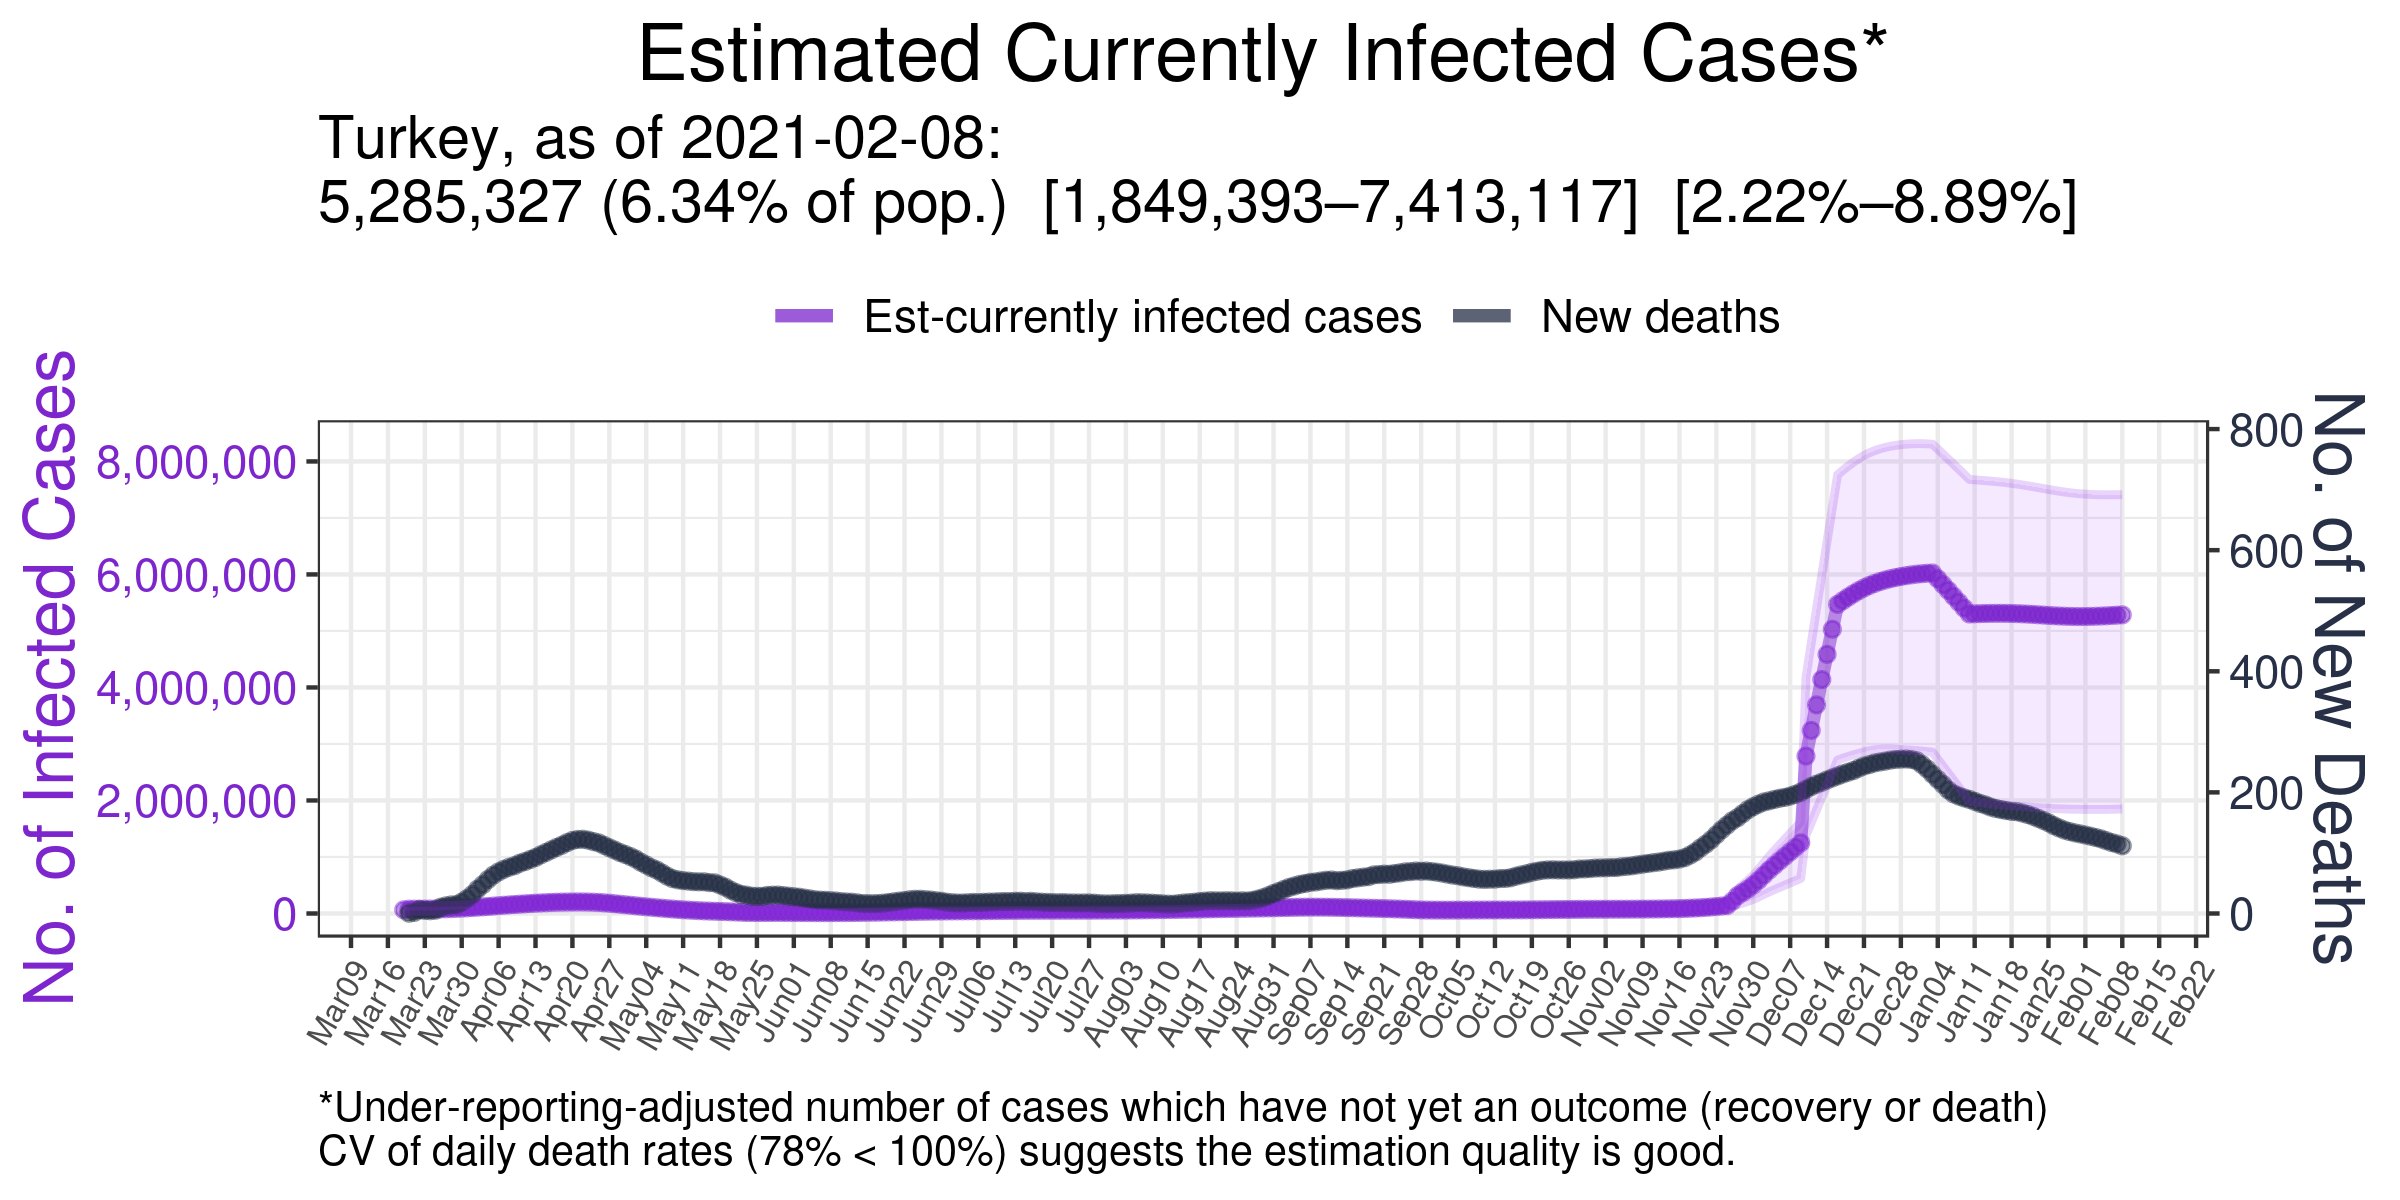 Estimated Currently Infected Cases*
Turkey, as of 2021-02-08:
5,285,327 (6.34% of pop.)  [1,849,393–7,413,117]  [2.22%–8.89%]
Est-currently infected cases
New deaths
No. of Infected Cases
8,000,000
6,000,000
4,000,000
2,000,000
0
800
600
400
200
0
No. of New Deaths
Mar09
Mar16
Mar23
Mar30
Apr06
Apr13
Apr20
Apr27
May04
May11
May18
May25
Jun01
Jun08
Jun15
Jun22
Jun29
Jul06
Jul13
Jul20
Jul27
Aug03
Aug10
Aug17
Aug24
Aug31
Sep07
Sep14
Sep21
Sep28
Oct05
Oct12
Oct19
Oct26
Nov02
Nov09
Nov16
Nov23
Nov30
Dec07
Dec14
Dec21
Dec28
Jan04
Jan11
Jan18
Jan25
Feb01
Feb08
Feb15
Feb22
*Under-reporting-adjusted number of cases which have not yet an outcome (recovery or death)
CV of daily death rates (78% < 100%) suggests the estimation quality is good.